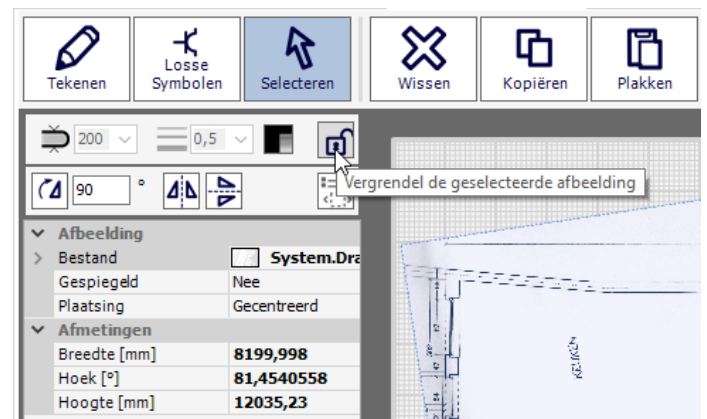 Tekenen
Losse
Symbolen
Selecteren
Wissen
Kopiëren
Plakken
200
0,5
Vergrendel de geselecteerde afbeelding
90 °
Afbeelding
Bestand System.Dra
Gespiegeld Nee
Plaatsing Gecentreerd
Afmetingen
Breedte [mm] 8199,998
Hoek [°] 81,4540558
Hoogte [mm] 12035,23
KEUKEN